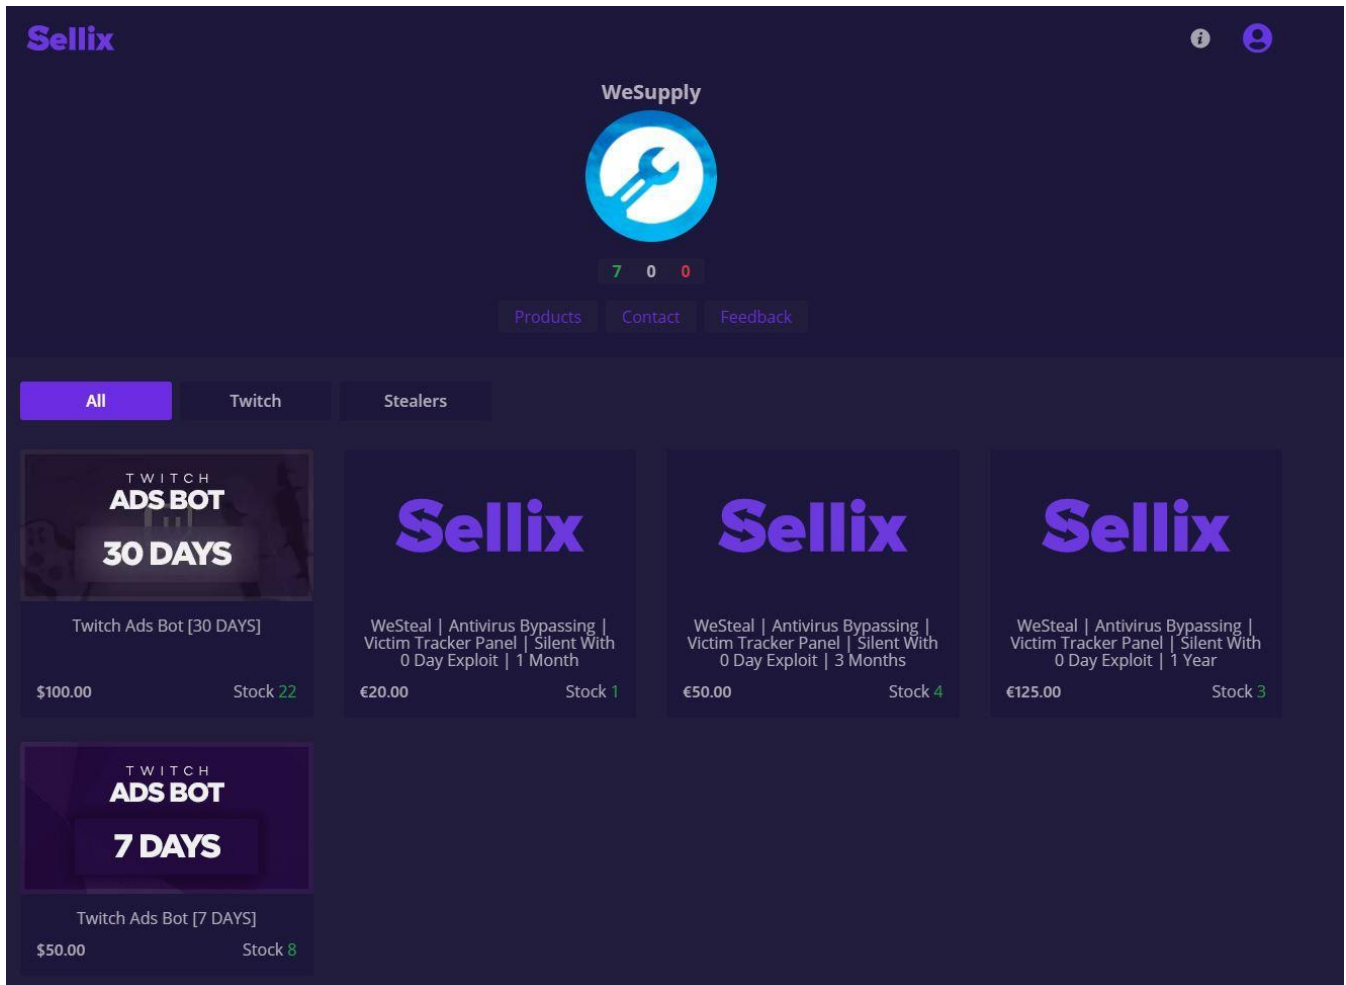 Sellix
WeSupply
7 0 0
Products Contact Feedback
All Twitch Stealers
TWITCH
ADS BOT
30 DAYS
Twitch Ads Bot [30 DAYS]
$100.00 Stock 22
Sellix
WeSteal | Antivirus Bypassing |
Victim Tracker Panel | Silent With
0 Day Exploit | 1 Month
€20.00 Stock 1
Sellix
WeSteal | Antivirus Bypassing |
Victim Tracker Panel | Silent With
0 Day Exploit | 3 Months
€50.00 Stock 4
Sellix
WeSteal | Antivirus Bypassing |
Victim Tracker Panel | Silent With
0 Day Exploit | 1 Year
€125.00 Stock 3
TWITCH
ADS BOT
7 DAYS
Twitch Ads Bot [7 DAYS]
$50.00 Stock 8